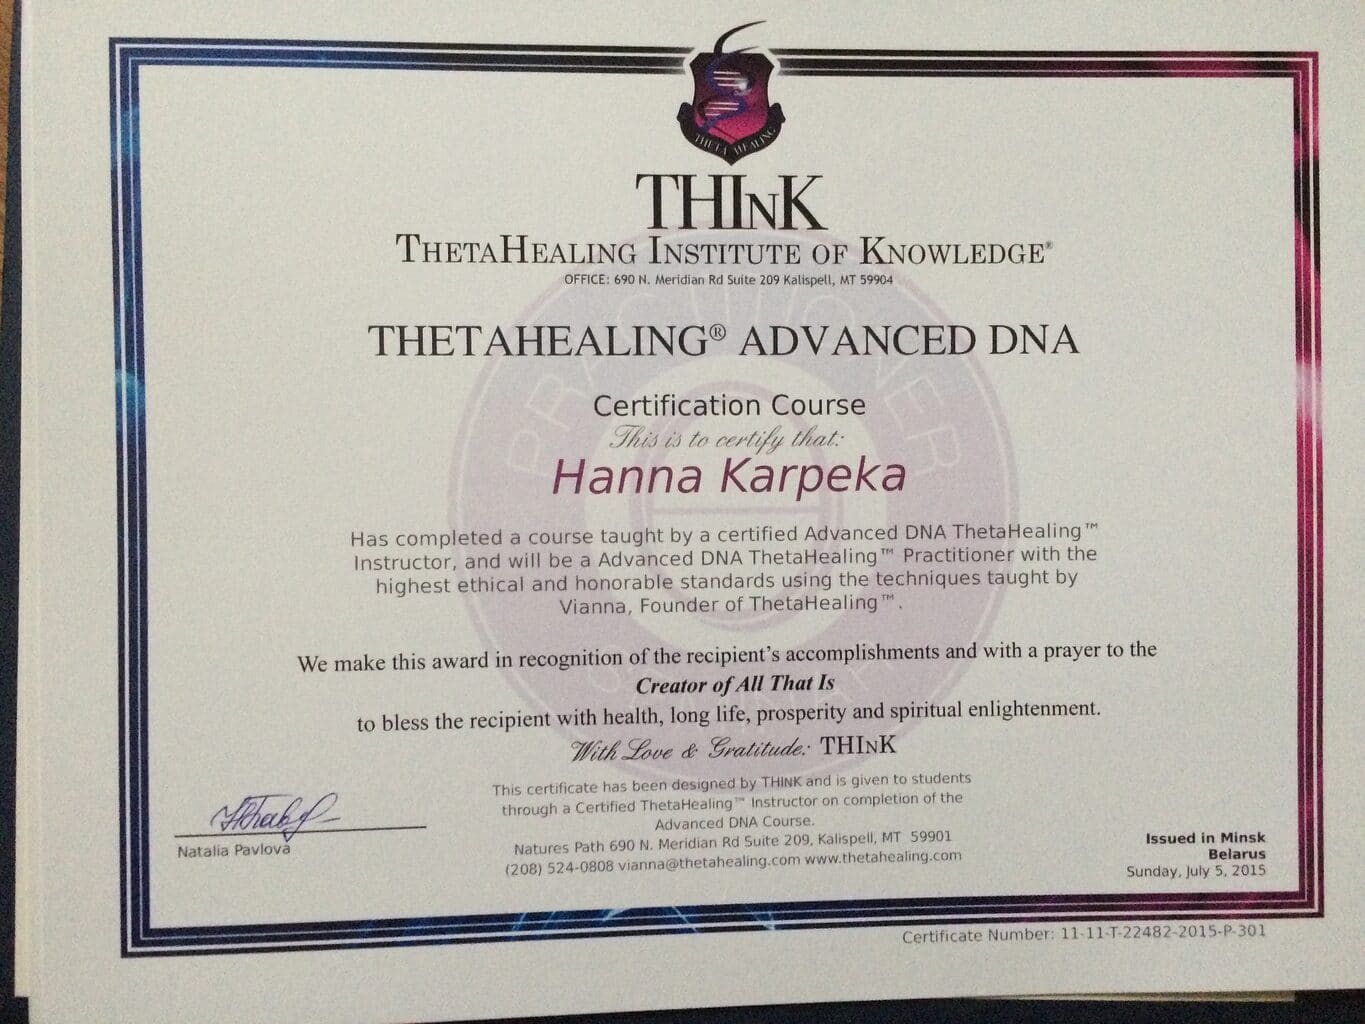 THETA HEALING
THInK
THETAHEALING INSTITUTE OF KNOWLEDGE®
OFFICE: 690 N. Meridian Rd Suite 209 Kalispell, MT 59904
THETAHEALING® ADVANCED DNA
PRACTITIONER
Certification Course
This is to certify that:
Hanna Karpeka
Has completed a course taught by a certified Advanced DNA ThetaHealing™
Instructor, and will be a Advanced DNA ThetaHealing™ Practitioner with the
highest ethical and honorable standards using the techniques taught by
Vianna, Founder of ThetaHealing™.
We make this award in recognition of the recipient's accomplishments and with a prayer to the
Creator of All That Is
to bless the recipient with health, long life, prosperity and spiritual enlightenment.
With Love & Gratitude: THInK
This certificate has been designed by THINK and is given to students
through a Certified ThetaHealing™ Instructor on completion of the
Advanced DNA Course.
Natures Path 690 N. Meridian Rd Suite 209, Kalispell, MT 59901
(208) 524-0808 vianna@thetahealing.com www.thetahealing.com
Natalia Pavlova
Issued in Minsk
Belarus
Sunday, July 5, 2015
Certificate Number: 11-11-T-22482-2015-P-301